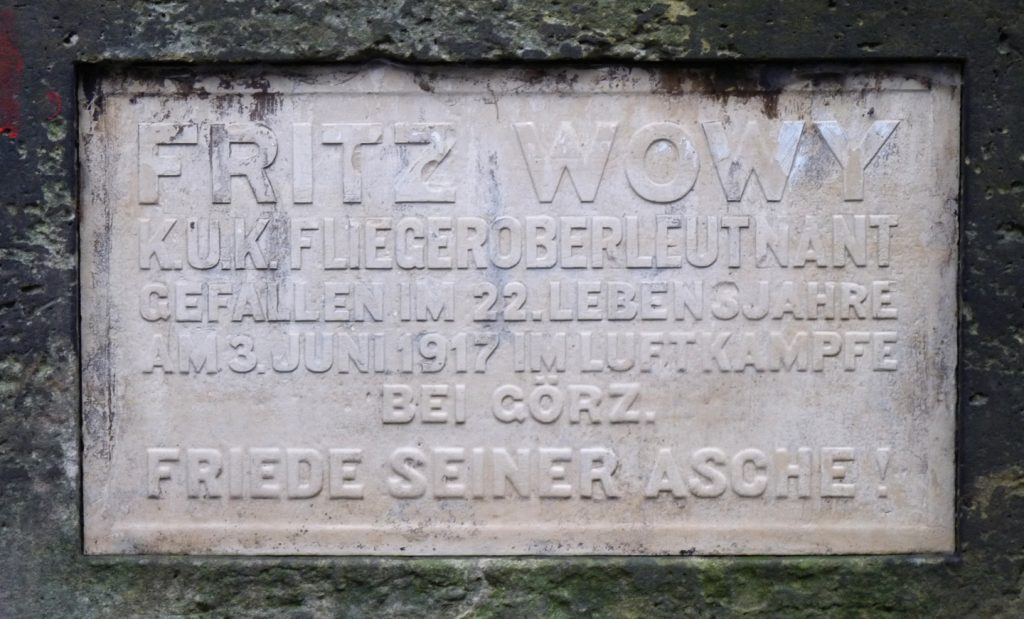 FRITZ WOWY
K.U.K. FLIEGEROBERLEUTNANT
GEFALLEN IM 22. LEBENSJAHRE
AM 3. JUNI 1917 IM LUFTKAMPFE
BEI GÖRZ.
FRIEDE SEINER ASCHE!